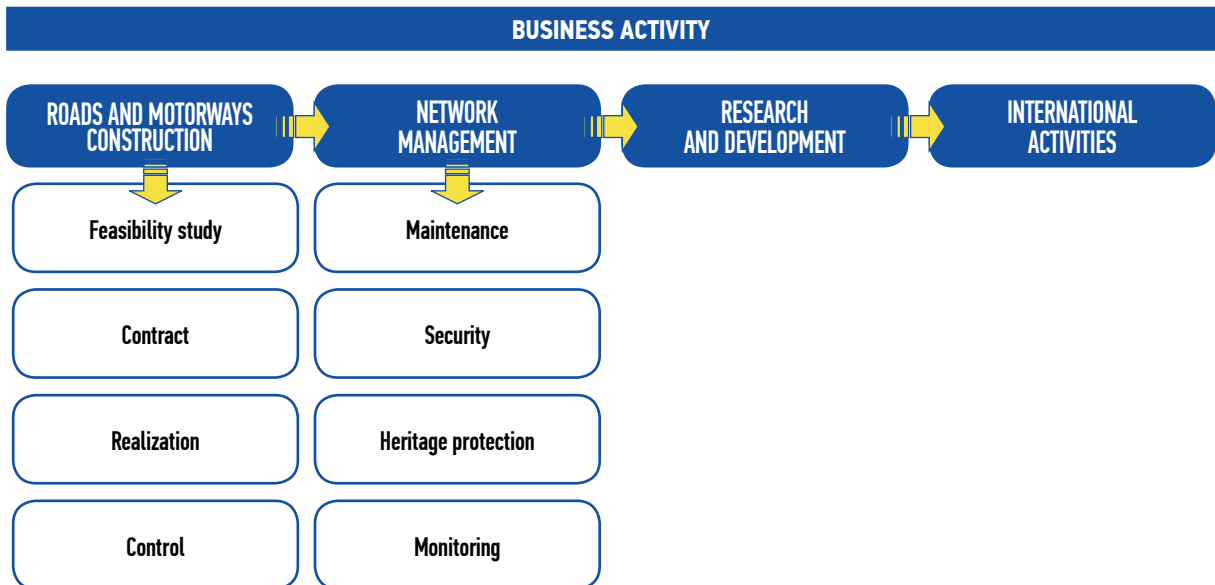 BUSINESS ACTIVITY
ROADS AND MOTORWAYS
CONSTRUCTION
NETWORK
MANAGEMENT
RESEARCH
AND DEVELOPMENT
INTERNATIONAL
ACTIVITIES
Feasibility study
Maintenance
Contract
Security
Realization
Heritage protection
Control
Monitoring